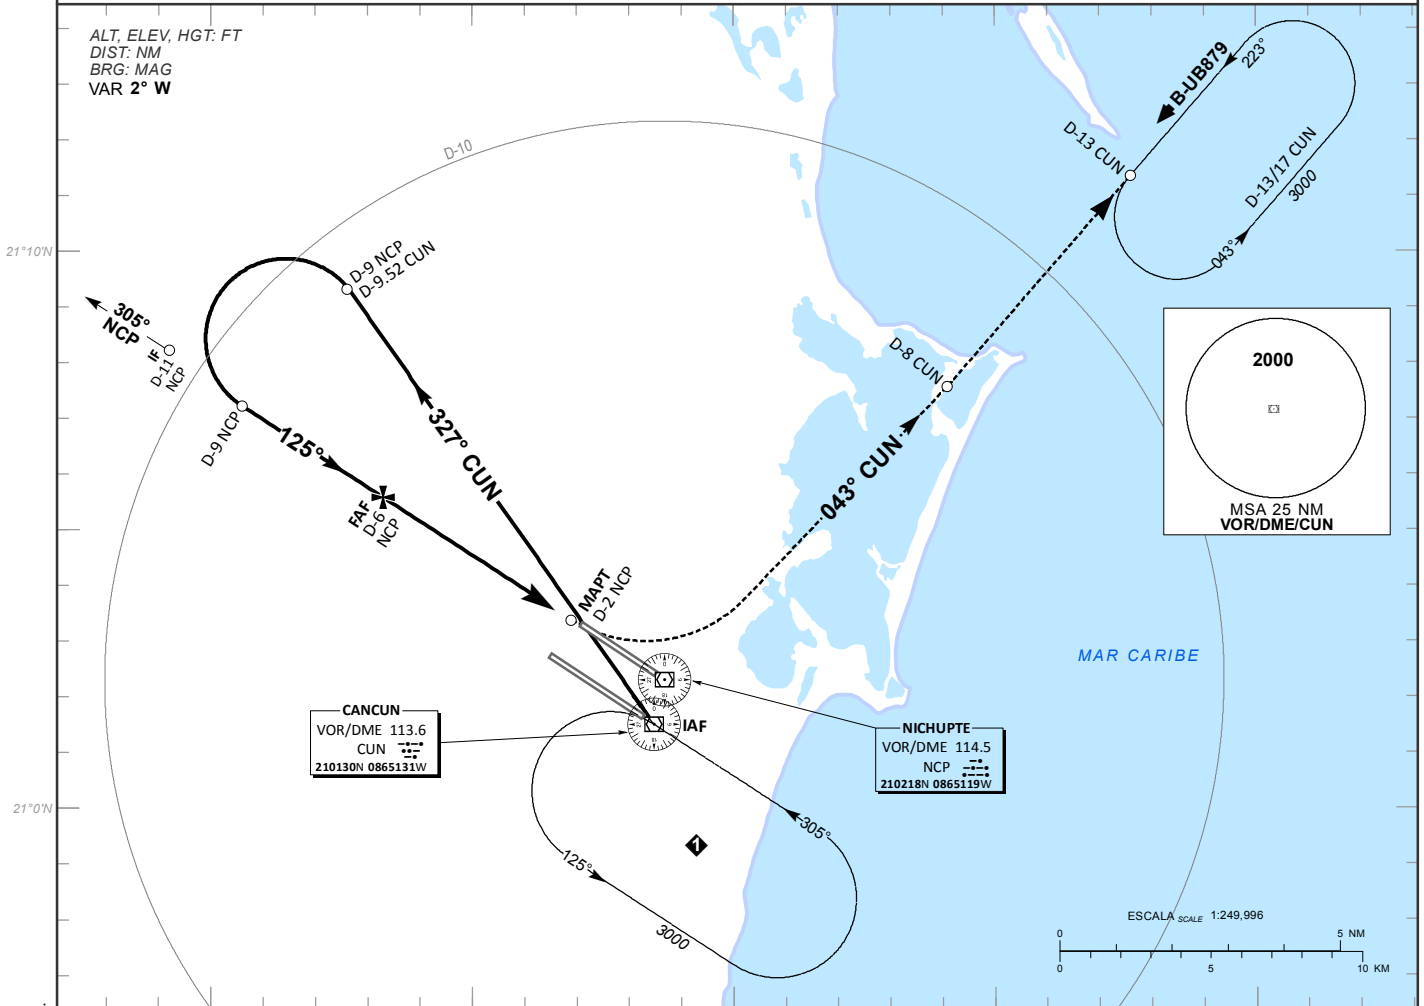 ALT, ELEV, HGT: FT
DIST: NM
BRG: MAG
VAR 2° W
D-10
B-UB879
223°
D-13 CUN
D-13/17 CUN
3000
043°
21°10'N
D-9 NCP
D-9.52 CUN
305°
NCP
IF
D-11
NCP
D-9 NCP
125°
327° CUN
FAF
D-6
NCP
D-8 CUN
043° CUN
2000
MSA 25 NM
VOR/DME/CUN
MAPT
D-2 NCP
MAR CARIBE
CANCUN
VOR/DME 113.6
CUN
210130N 0865131W
IAF
NICHUPTE
VOR/DME 114.5
NCP
210218N 0865119W
21°0'N
305°
1
125°
3000
ESCALA SCALE 1:249,996
0 5 NM
0 5 10 KM